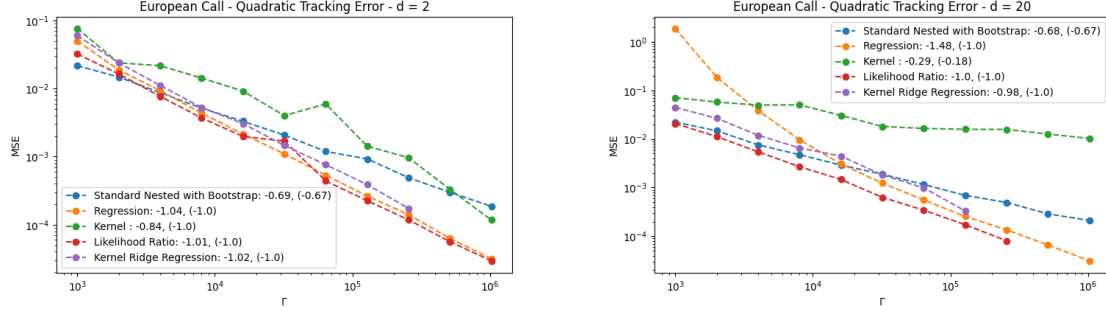 European Call - Quadratic Tracking Error - d = 2
10⁻¹
10⁻²
10⁻³
10⁻⁴
MSE
Standard Nested with Bootstrap: -0.69, (-0.67)
Regression: -1.04, (-1.0)
Kernel : -0.84, (-1.0)
Likelihood Ratio: -1.01, (-1.0)
Kernel Ridge Regression: -1.02, (-1.0)
10³
10⁴
10⁵
10⁶
Γ
European Call - Quadratic Tracking Error - d = 20
10⁰
10⁻¹
10⁻²
10⁻³
10⁻⁴
MSE
Standard Nested with Bootstrap: -0.68, (-0.67)
Regression: -1.48, (-1.0)
Kernel : -0.29, (-0.18)
Likelihood Ratio: -1.0, (-1.0)
Kernel Ridge Regression: -0.98, (-1.0)
10³
10⁴
10⁵
10⁶
Γ